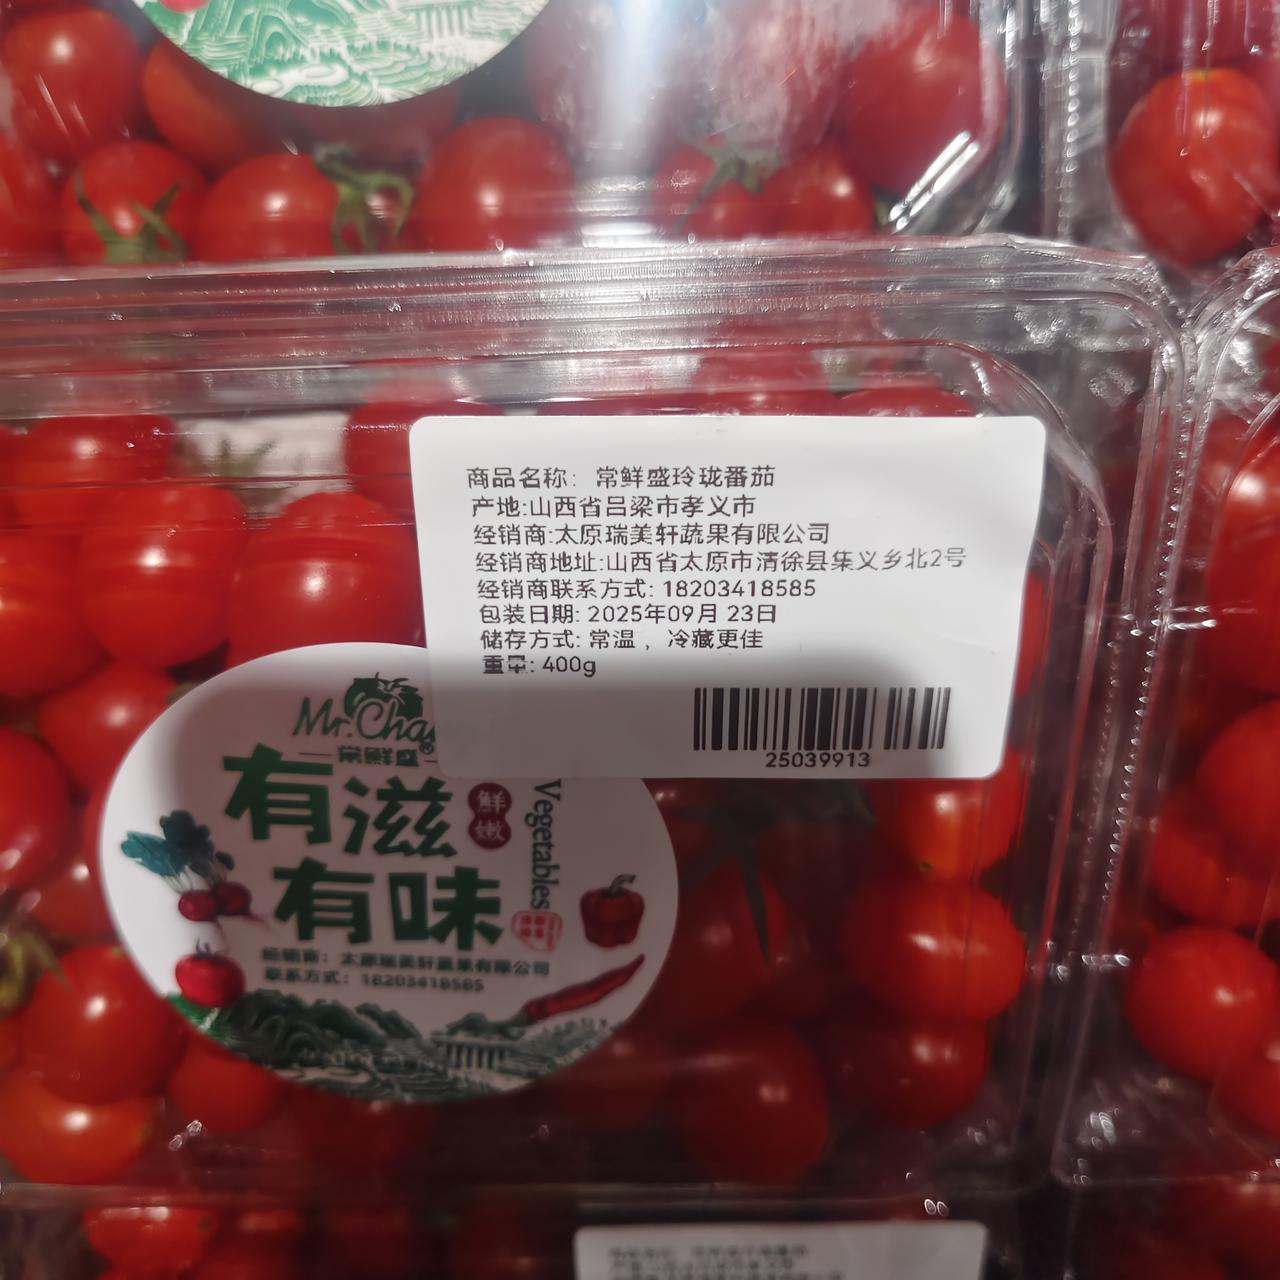 商品名称：常鲜盛玲珑番茄
产地:山西省吕梁市孝义市
经销商:太原瑞美轩蔬果有限公司
经销商地址:山西省太原市清徐县集义乡北2号
经销商联系方式: 18203418585
包装日期: 2025年09月 23日
储存方式: 常温，冷藏更佳
重量: 400g
25039913
Mr.Cha
常鲜盛
有滋
有味
鲜嫩
Vegetables
经销商：太原瑞美轩蔬果有限公司
联系方式：18203418585